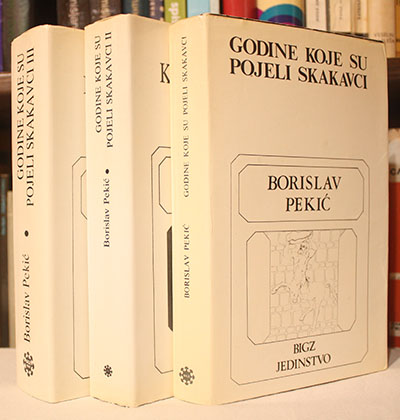 GODINE KOJE SU
POJELI SKAKAVCI III
Borislav Pekić
GODINE KOJE SU
POJELI SKAKAVCI II
Borislav Pekić
K
GODINE KOJE SU POJELI SKAKAVCI
BORISLAV PEKIĆ
GODINE KOJE SU
POJELI SKAKAVCI
BORISLAV
PEKIĆ
BIGZ
JEDINSTVO